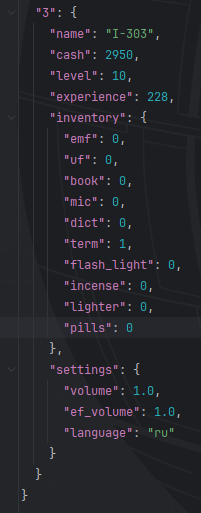 "3": {
"name": "I-303",
"cash": 2950,
"level": 10,
"experience": 228,
"inventory": {
"emf": 0,
"uf": 0,
"book": 0,
"mic": 0,
"dict": 0,
"term": 1,
"flash_light": 0,
"incense": 0,
"lighter": 0,
"pills": 0
},
"settings": {
"volume": 1.0,
"ef_volume": 1.0,
"language": "ru"
}
}
}